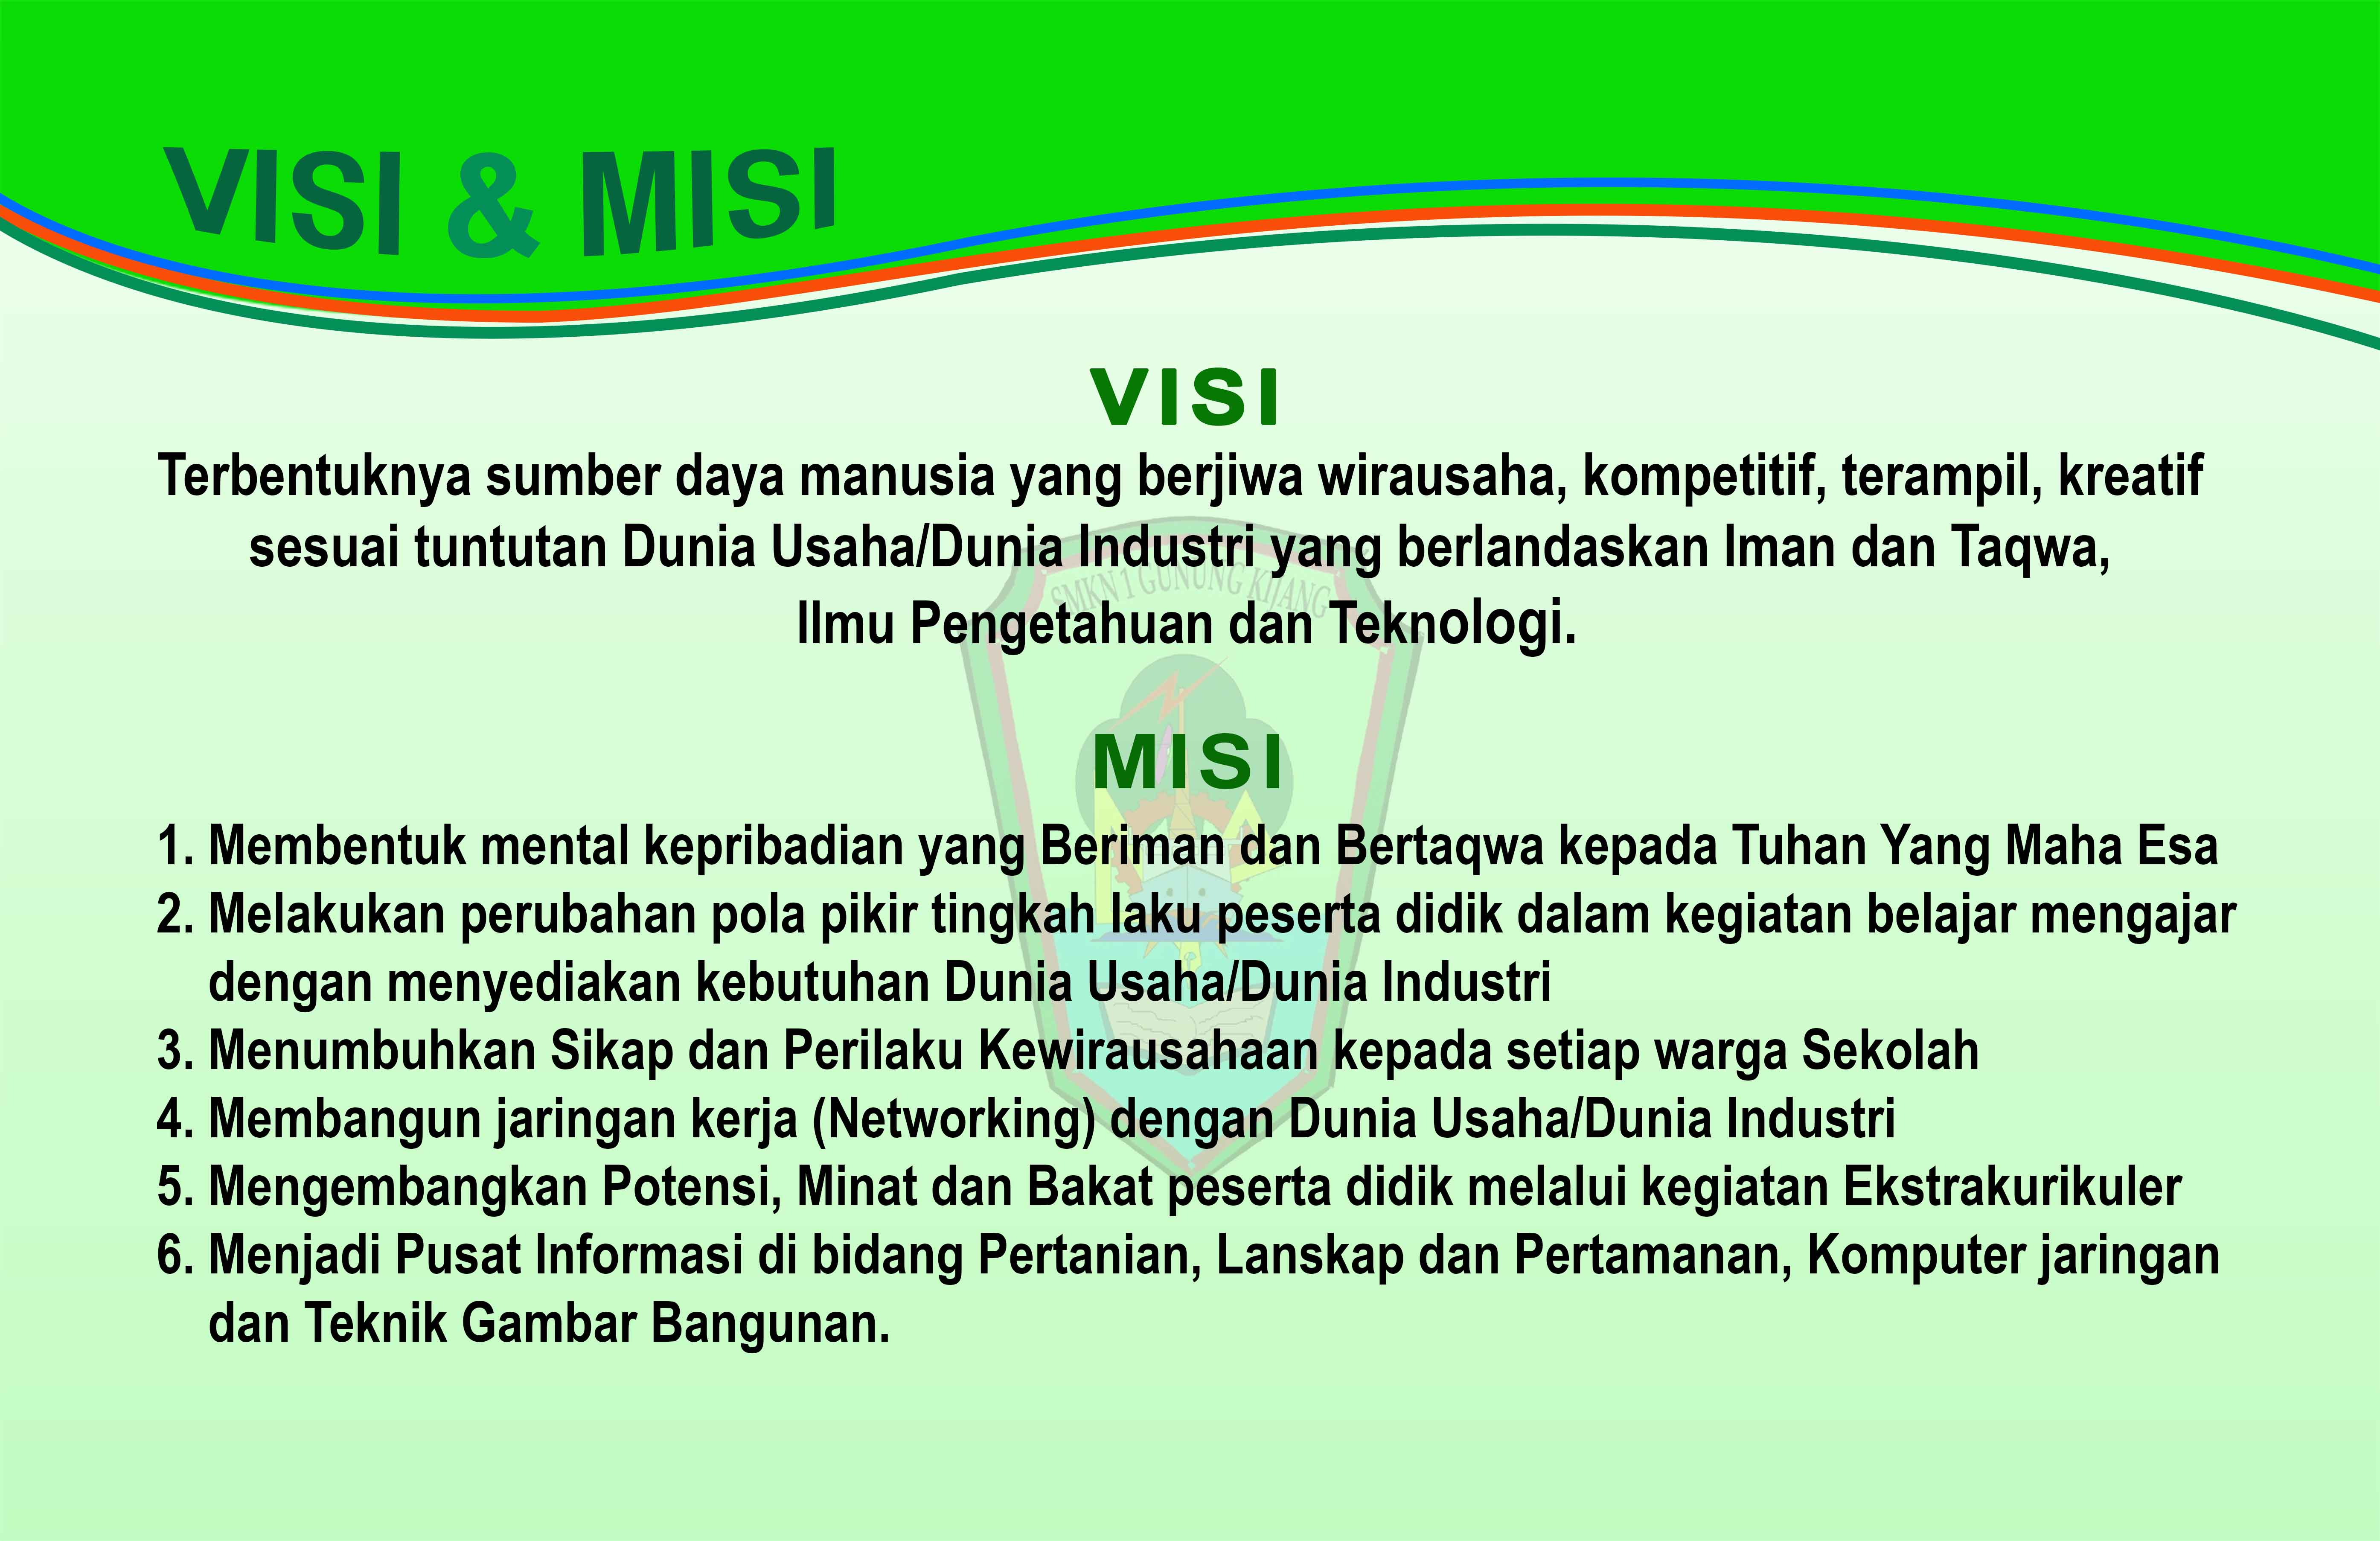 VISI & MISI
VISI
Terbentuknya sumber daya manusia yang berjiwa wirausaha, kompetitif, terampil, kreatif
sesuai tuntutan Dunia Usaha/Dunia Industri yang berlandaskan Iman dan Taqwa,
SMKN 1 GUNUNG KIJANG
Ilmu Pengetahuan dan Teknologi.
MISI
1. Membentuk mental kepribadian yang Beriman dan Bertaqwa kepada Tuhan Yang Maha Esa
2. Melakukan perubahan pola pikir tingkah laku peserta didik dalam kegiatan belajar mengajar
dengan menyediakan kebutuhan Dunia Usaha/Dunia Industri
3. Menumbuhkan Sikap dan Perilaku Kewirausahaan kepada setiap warga Sekolah
4. Membangun jaringan kerja (Networking) dengan Dunia Usaha/Dunia Industri
5. Mengembangkan Potensi, Minat dan Bakat peserta didik melalui kegiatan Ekstrakurikuler
6. Menjadi Pusat Informasi di bidang Pertanian, Lanskap dan Pertamanan, Komputer jaringan
dan Teknik Gambar Bangunan.